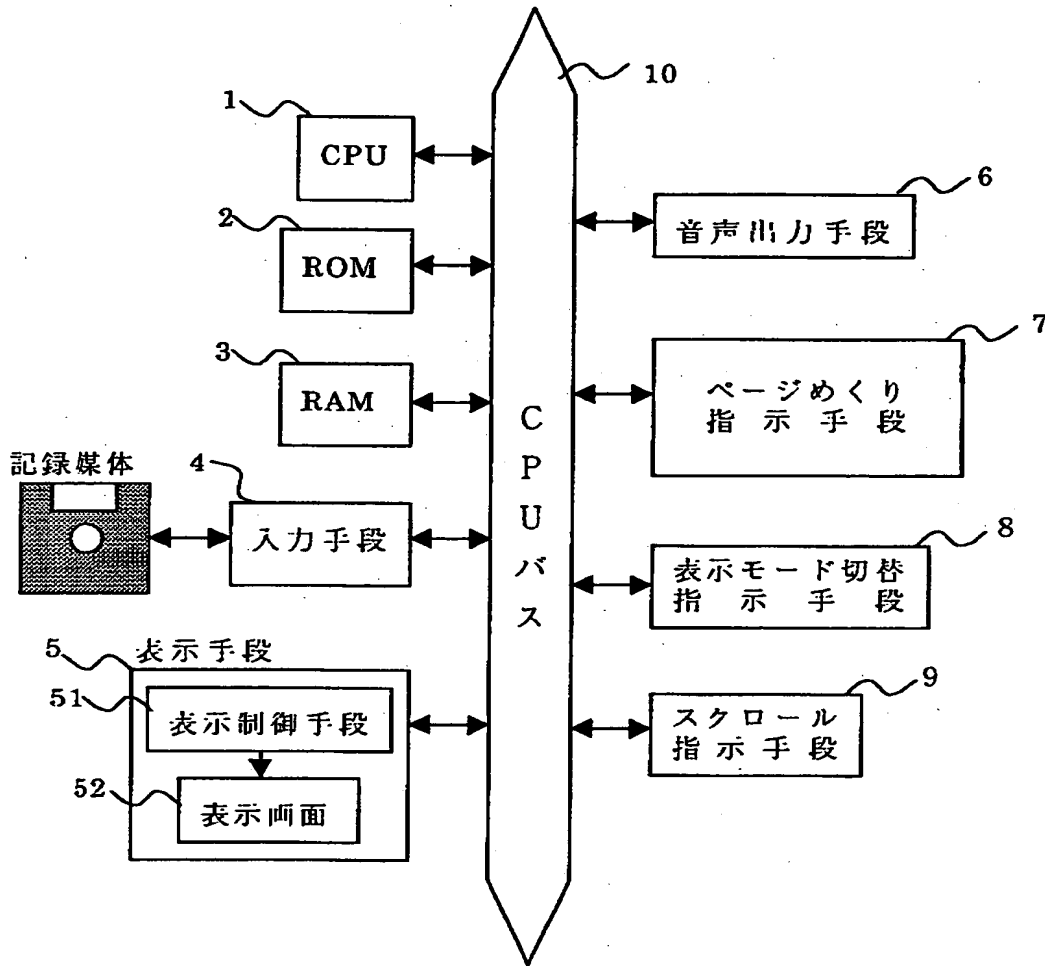 10
1
CPU
6
音声出力手段
2
ROM
7
ページめくり
指示手段
3
RAM
CPUバス
記録媒体
4
入力手段
8
表示モード切替
指示手段
5 表示手段
51
表示制御手段
9
スクロール
指示手段
52
表示画面